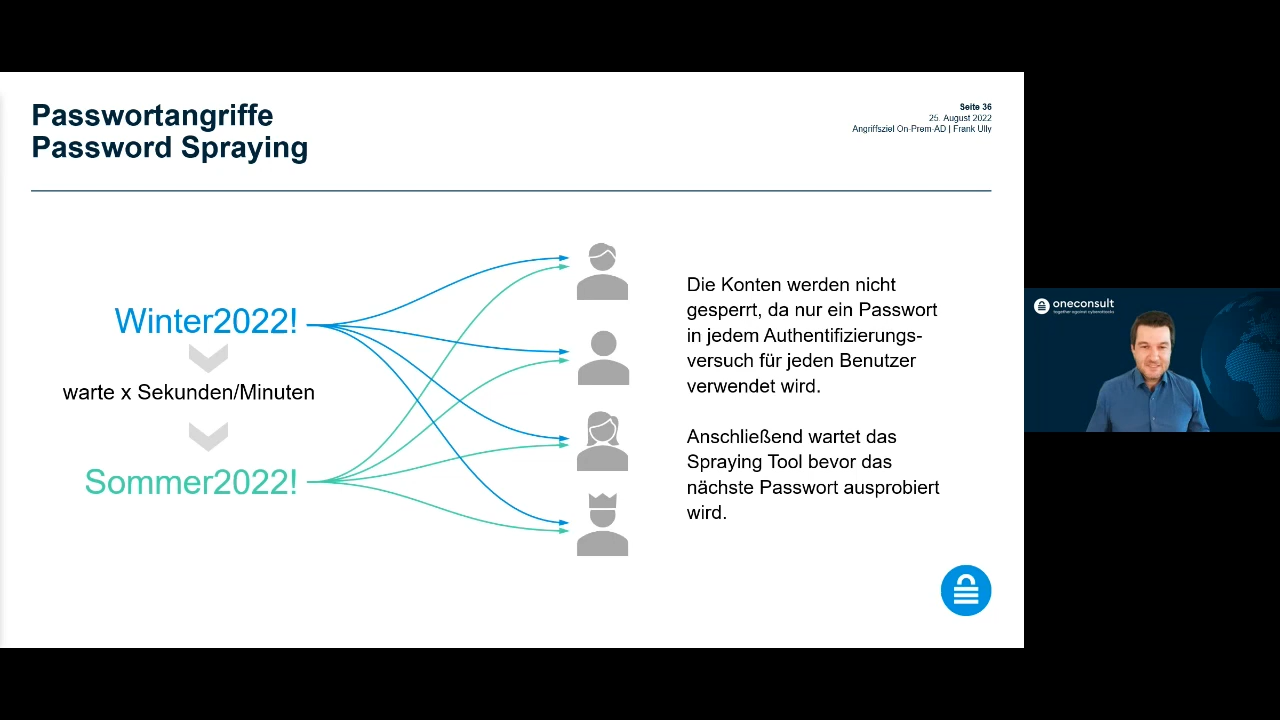 Passwortangriffe
Password Spraying
Seite 36
25. August 2022
Angriffsziel On-Prem-AD | Frank Ully
Winter2022!
warte x Sekunden/Minuten
Sommer2022!
Die Konten werden nicht
gesperrt, da nur ein Passwort
in jedem Authentifizierungs-
versuch für jeden Benutzer
verwendet wird.
Anschließend wartet das
Spraying Tool bevor das
nächste Passwort ausprobiert
wird.
oneconsult
together against cyberattacks